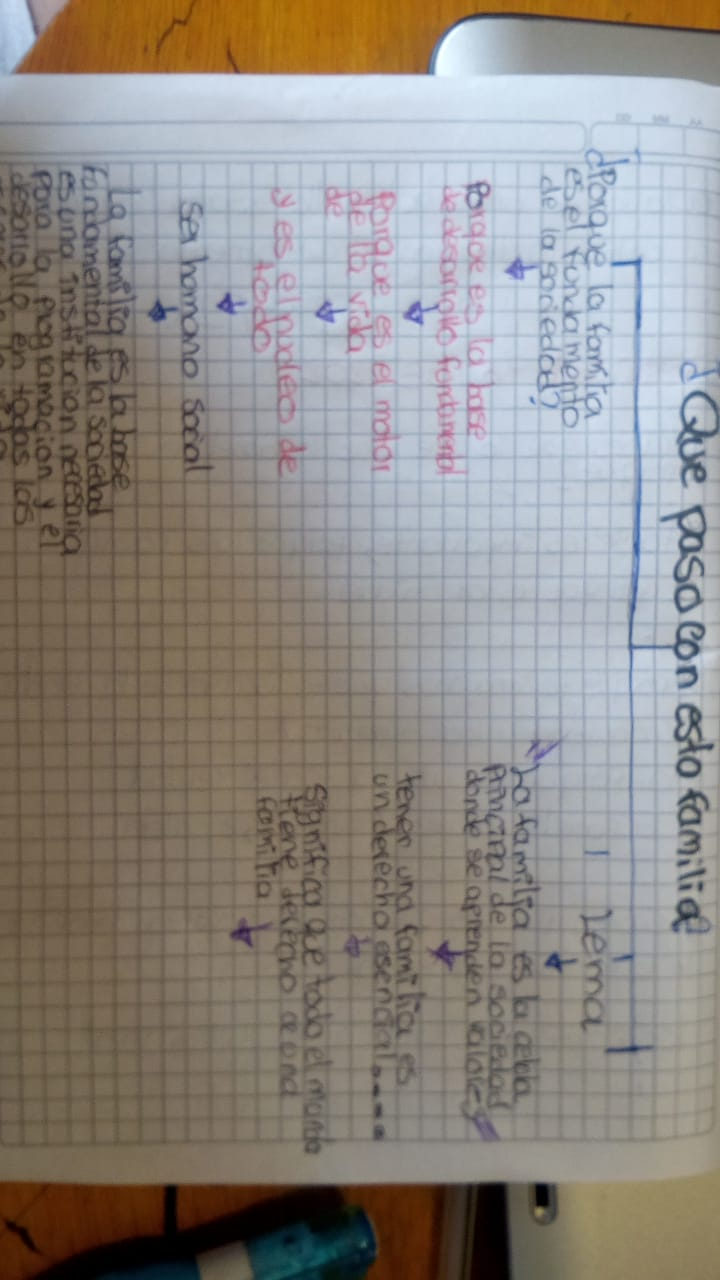 ¿Que paso con esto familia?
¿Porque la familia
es el fundamento
de la sociedad?
Porque es la base
de desarrollo fundamental
Porque es el motor
de la vida
de
y es el nucleo de
todo
ser humano social
La familia es la base
fundamental de la sociedad
es una institucion necesaria
para la programacion y el
desarrollo en todas las
Lema
"La familia es la celula
principal de la sociedad
donde se aprenden valores"
tener una familia es
un derecho esencial....
significa que todo el mundo
tiene derecho a una
familia